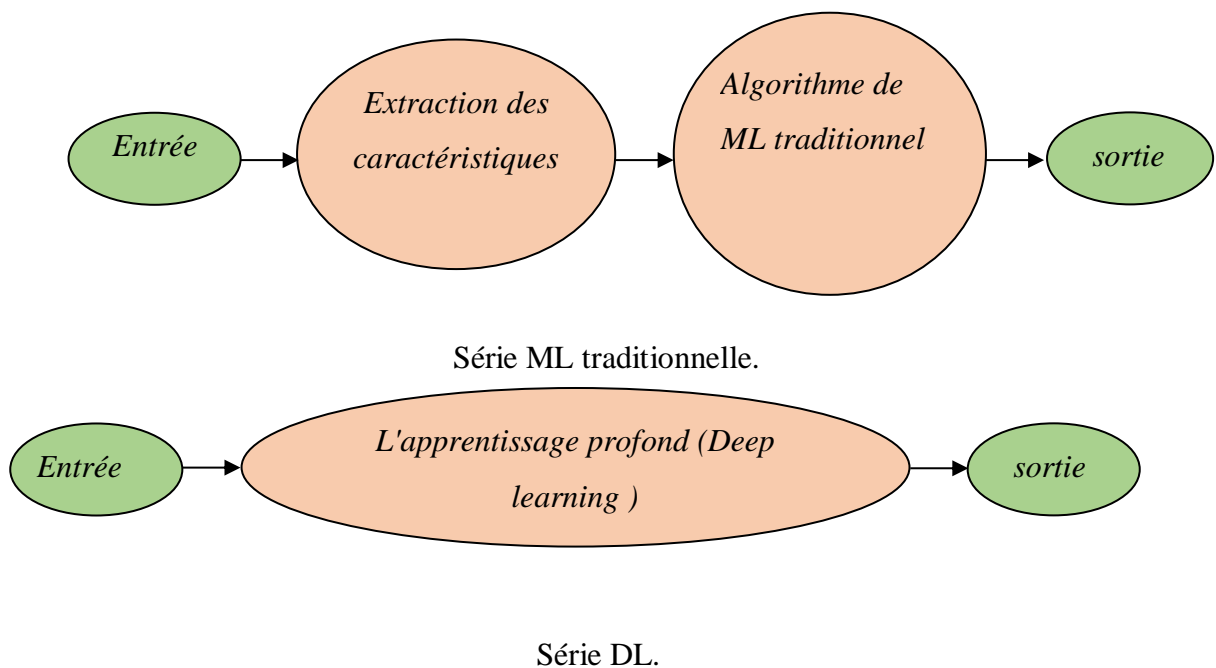 Entrée
Extraction des
caractéristiques
Algorithme de
ML traditionnel
sortie
Série ML traditionnelle.
Entrée
L'apprentissage profond (Deep
learning )
sortie
Série DL.